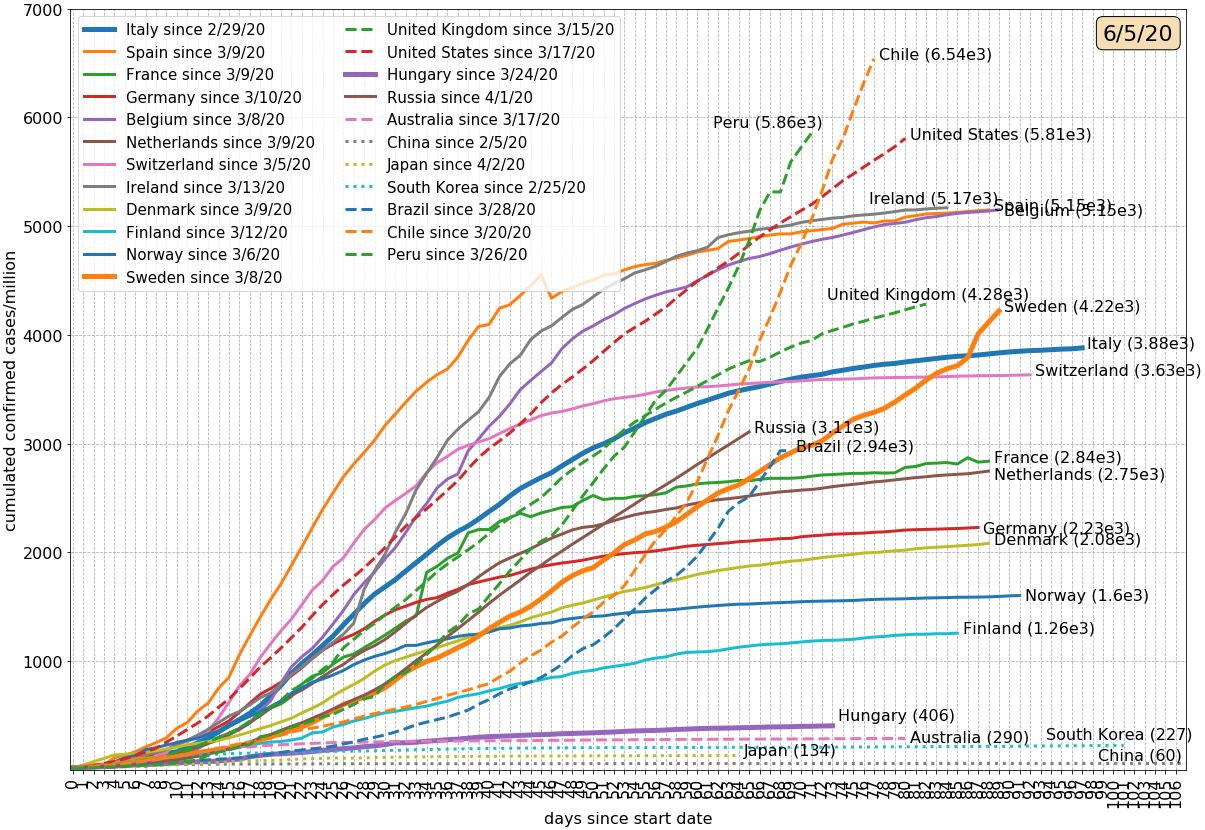 7000
6000
5000
4000
3000
2000
1000
cumulated confirmed cases/million
Italy since 2/29/20
Spain since 3/9/20
France since 3/9/20
Germany since 3/10/20
Belgium since 3/8/20
Netherlands since 3/9/20
Switzerland since 3/5/20
Ireland since 3/13/20
Denmark since 3/9/20
Finland since 3/12/20
Norway since 3/6/20
Sweden since 3/8/20
United Kingdom since 3/15/20
United States since 3/17/20
Hungary since 3/24/20
Russia since 4/1/20
Australia since 3/17/20
China since 2/5/20
Japan since 4/2/20
South Korea since 2/25/20
Brazil since 3/28/20
Chile since 3/20/20
Peru since 3/26/20
6/5/20
Chile (6.54e3)
Peru (5.86e3)
United States (5.81e3)
Ireland (5.17e3)
Spain (5.15e3)
Belgium (5.15e3)
United Kingdom (4.28e3)
Sweden (4.22e3)
Italy (3.88e3)
Switzerland (3.63e3)
Russia (3.11e3)
Brazil (2.94e3)
France (2.84e3)
Netherlands (2.75e3)
Germany (2.23e3)
Denmark (2.08e3)
Norway (1.6e3)
Finland (1.26e3)
Hungary (406)
South Korea (227)
Australia (290)
Japan (134)
China (60)
days since start date